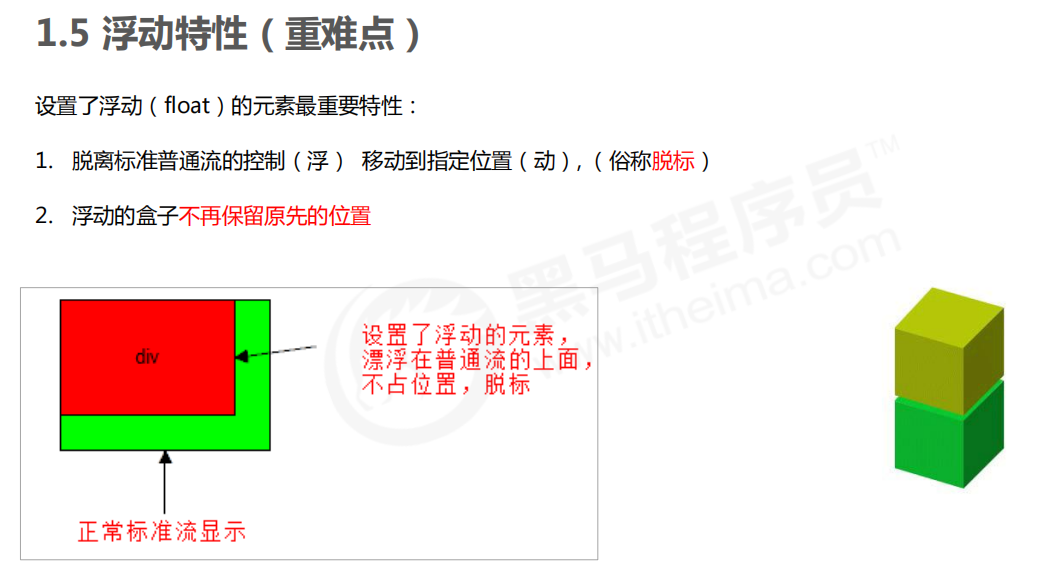 1.5 浮动特性（重难点）
设置了浮动（float）的元素最重要特性：
1. 脱离标准普通流的控制（浮） 移动到指定位置（动），（俗称脱标）
2. 浮动的盒子不再保留原先的位置
黑马程序员™
www.itheima.com
div
设置了浮动的元素，
漂浮在普通流的上面，
不占位置，脱标
正常标准流显示